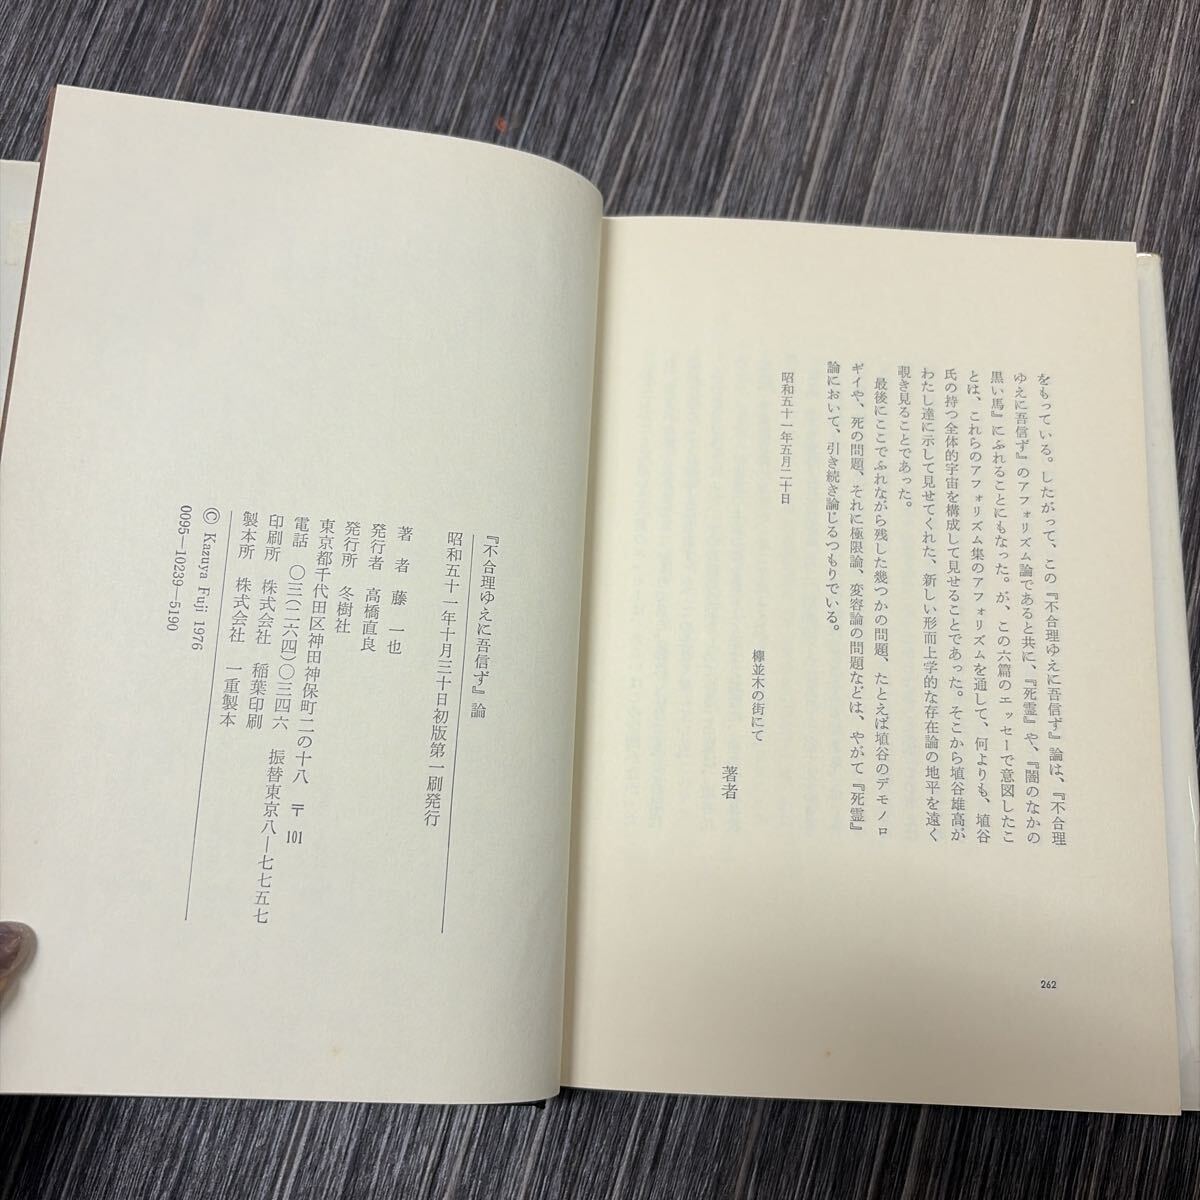 をもっている。したがって、この『不合理ゆえに吾信ず』論は、『不合理
ゆえに吾信ず』のアフォリズム論であると共に、『死霊』や、『闇のなかの
黒い馬』にふれることにもなった。が、この六篇のエッセーで意図したこ
とは、これらのアフォリズム集のアフォリズムを通して、何よりも、埴谷
氏の持つ全体的宇宙を構成して見せることであった。そこから埴谷雄高が
わたし達に示して見せてくれた、新しい形而上学的な存在論の地平を遠く
覗き見ることであった。
最後にここでふれながら残した幾つかの問題、たとえば埴谷のデモノロ
ギイや、死の問題、それに極限論、変容論の問題などは、やがて『死霊』
論において、引き続き論じるつもりでいる。
昭和五十一年五月二十日
欅並木の街にて
著者
262
『不合理ゆえに吾信ず』論
昭和五十一年十月三十日初版第一刷発行
著者 藤一也
発行者 高橋直良
発行所 冬樹社
東京都千代田区神田神保町二の十八 〒101
電話 〇三(二六四)〇三四六 振替東京八―七七五七
印刷所 株式会社 稲葉印刷
製本所 株式会社 一重製本
© Kazuya Fuji 1976
0095―10239―5190